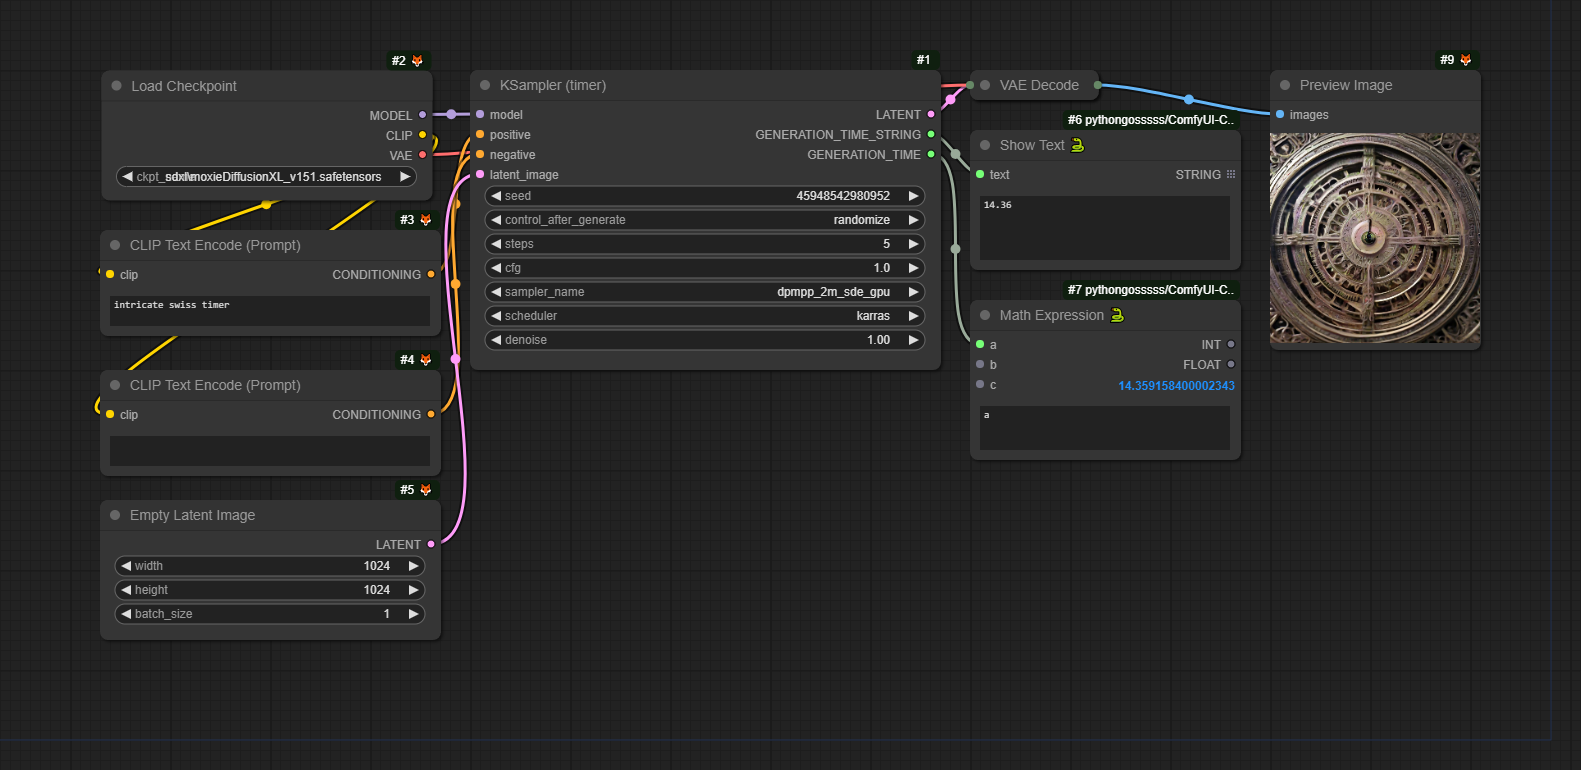 #2
Load Checkpoint
MODEL
CLIP
VAE
sdxl\moxieDiffusionXL_v151.safetensors
#3
CLIP Text Encode (Prompt)
clip CONDITIONING
intricate swiss timer
#4
CLIP Text Encode (Prompt)
clip CONDITIONING
#5
Empty Latent Image
LATENT
width 1024
height 1024
batch_size 1
#1
KSampler (timer)
model LATENT
positive GENERATION_TIME_STRING
negative GENERATION_TIME
latent_image
seed 45948542980952
control_after_generate randomize
steps 5
cfg 1.0
sampler_name dpmpp_2m_sde_gpu
scheduler karras
denoise 1.00
VAE Decode
#6 pythongosssss/ComfyUI-C..
Show Text
text STRING
14.36
#7 pythongosssss/ComfyUI-C..
Math Expression
a INT
b FLOAT
c 14.359158400002343
a
#9
Preview Image
images